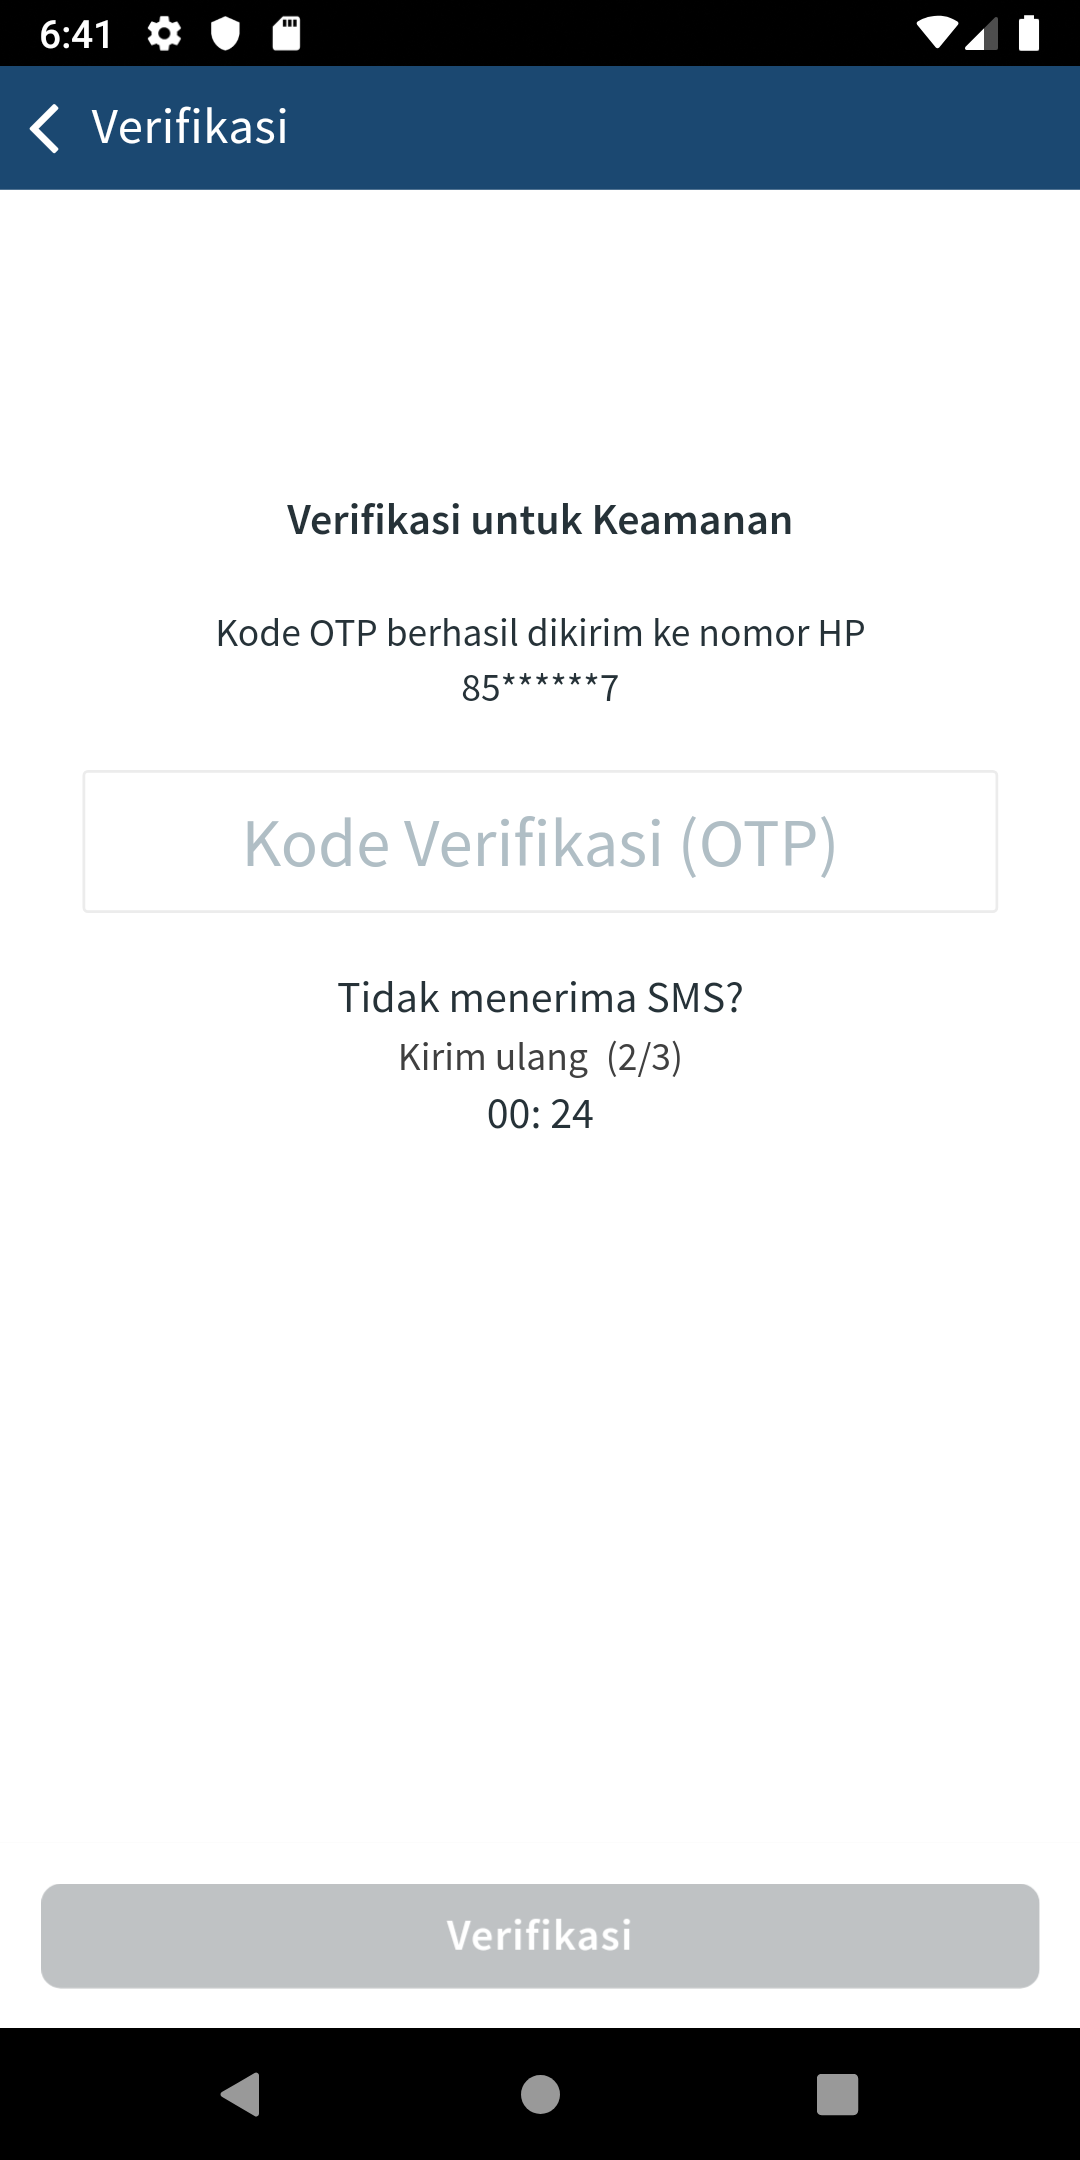 6:41
Verifikasi
Verifikasi untuk Keamanan
Kode OTP berhasil dikirim ke nomor HP
85******7
Kode Verifikasi (OTP)
Tidak menerima SMS?
Kirim ulang (2/3)
00: 24
Verifikasi